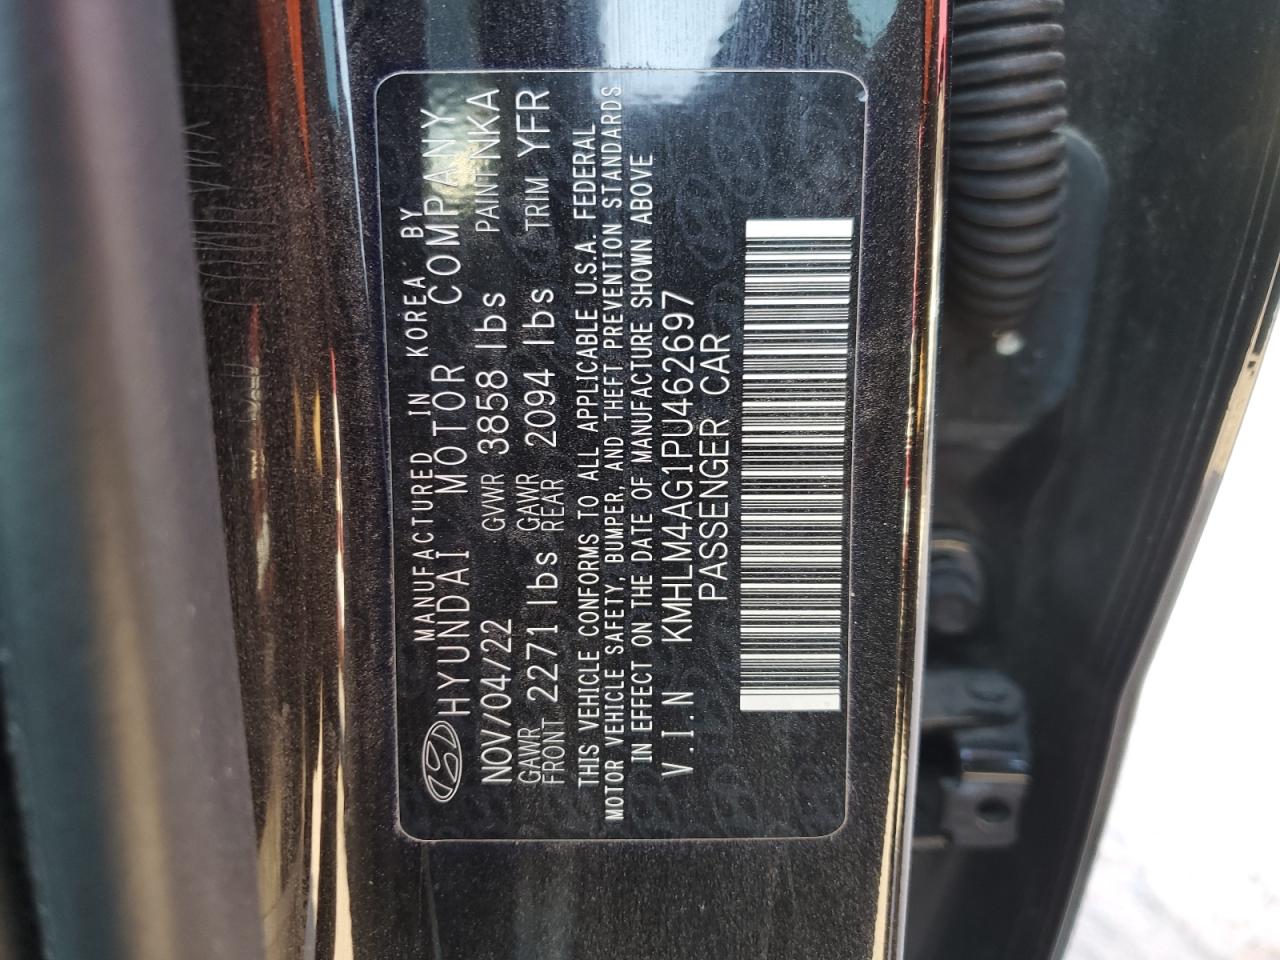 MANUFACTURED IN KOREA BY
HYUNDAI MOTOR COMPANY
NOV/04/22 GVWR 3858 lbs PAINT NKA
GAWR FRONT 2271 lbs GAWR REAR 2094 lbs TRIM YFR
THIS VEHICLE CONFORMS TO ALL APPLICABLE U.S.A. FEDERAL
MOTOR VEHICLE SAFETY, BUMPER, AND THEFT PREVENTION STANDARDS
IN EFFECT ON THE DATE OF MANUFACTURE SHOWN ABOVE
V.I.N KMHLM4AG1PU462697
PASSENGER CAR